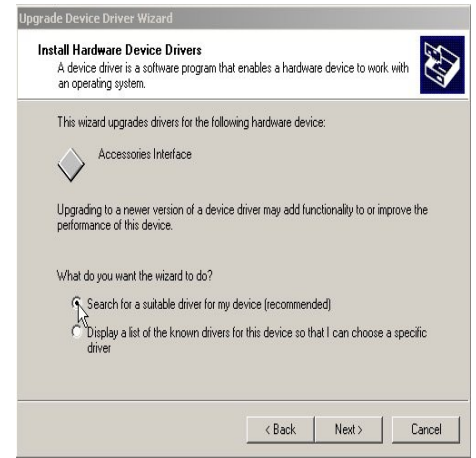 Upgrade Device Driver Wizard
Install Hardware Device Drivers
A device driver is a software program that enables a hardware device to work with
an operating system.
This wizard upgrades drivers for the following hardware device:
Accessories Interface
Upgrading to a newer version of a device driver may add functionality to or improve the
performance of this device.
What do you want the wizard to do?
Search for a suitable driver for my device (recommended)
Display a list of the known drivers for this device so that I can choose a specific
driver
< Back Next > Cancel